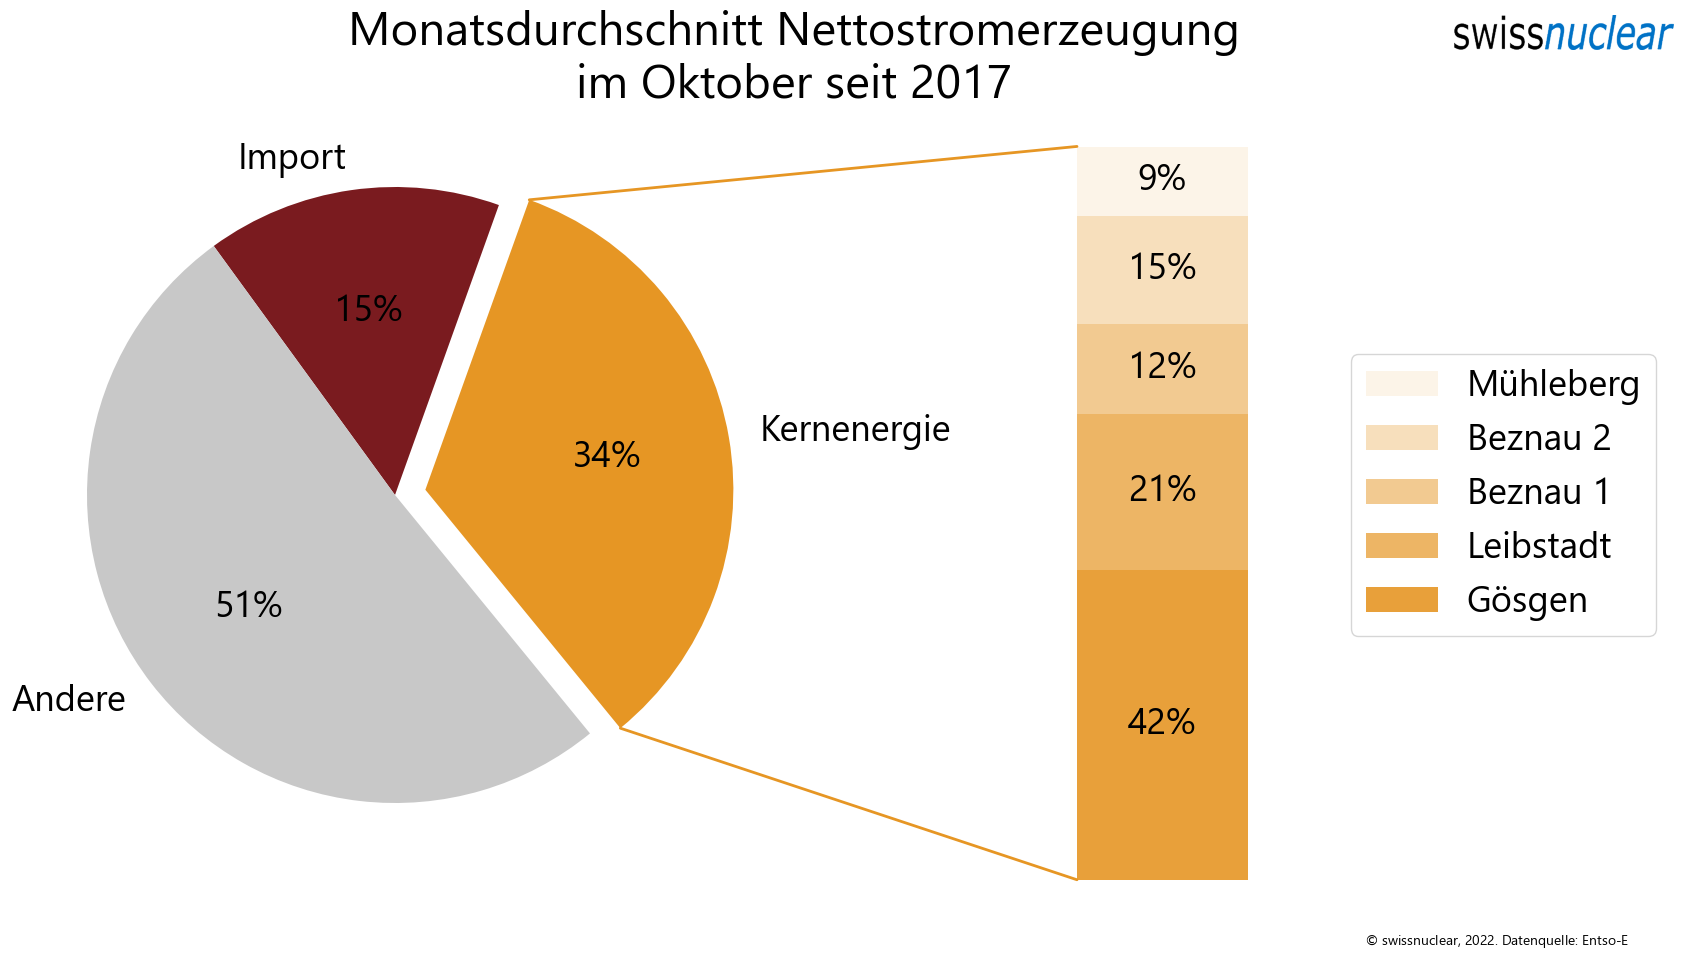 Monatsdurchschnitt Nettostromerzeugung
im Oktober seit 2017
swissnuclear
Import
15%
34%
Kernenergie
51%
Andere
9%
15%
12%
21%
42%
Mühleberg
Beznau 2
Beznau 1
Leibstadt
Gösgen
© swissnuclear, 2022. Datenquelle: Entso-E